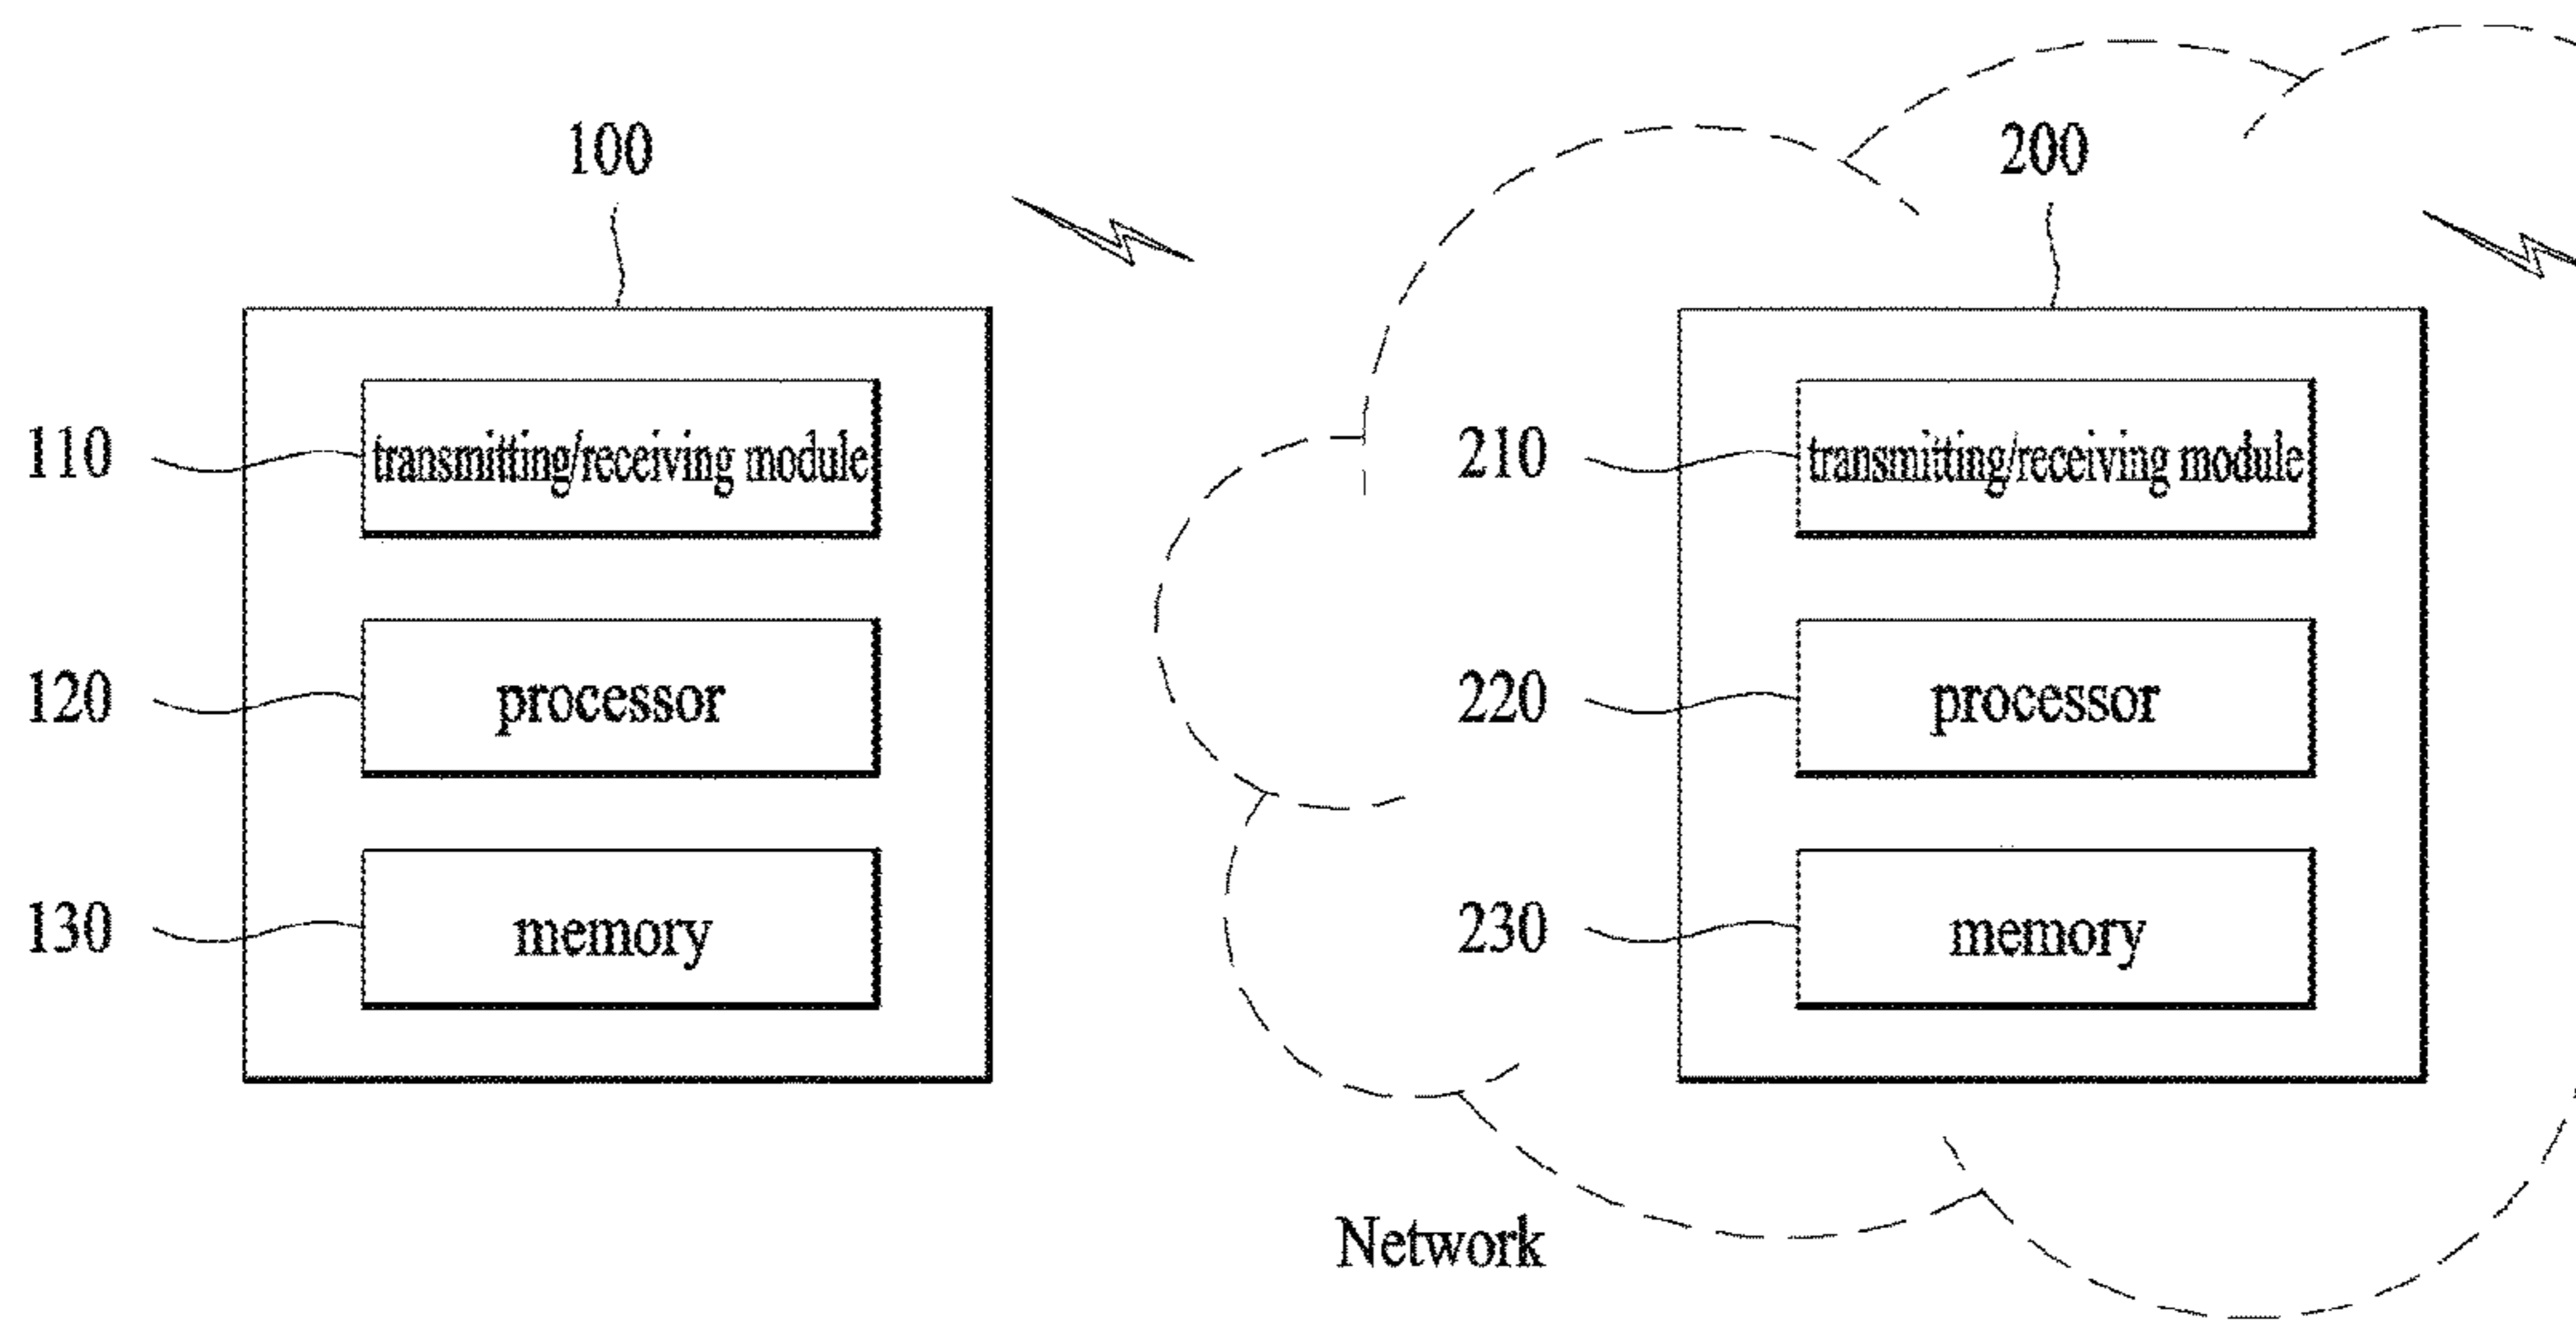 100
200
110
transmitting/receiving module
210
transmitting/receiving module
120
processor
220
processor
130
memory
230
memory
Network